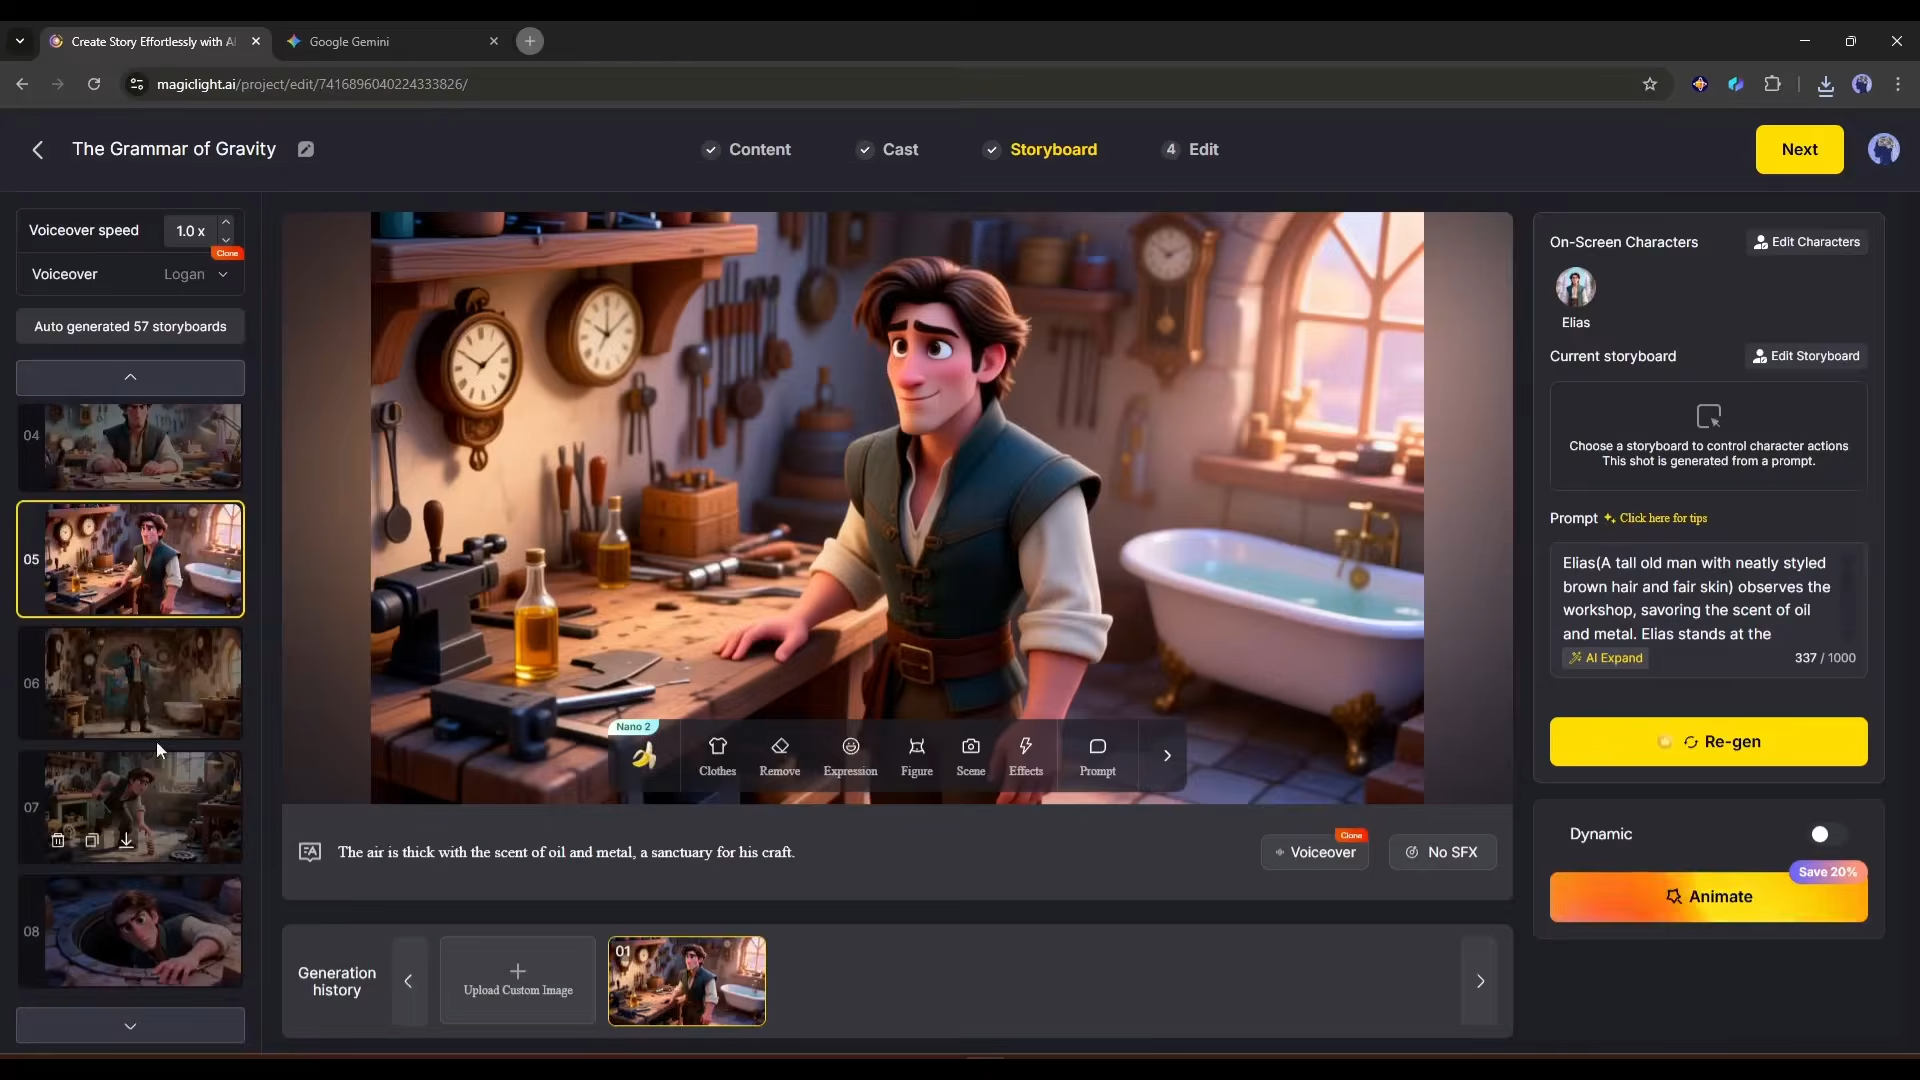 Create Story Effortlessly with AI
Google Gemini
magiclight.ai/project/edit/7416896040224333826/
The Grammar of Gravity
Content
Cast
Storyboard
4 Edit
Next
Voiceover speed
1.0 x
Clone
Voiceover
Logan
Auto generated 57 storyboards
04
05
06
07
08
Nano 2
Clothes
Remove
Expression
Figure
Scene
Effects
Prompt
The air is thick with the scent of oil and metal, a sanctuary for his craft.
Clone
Voiceover
No SFX
Generation
history
Upload Custom Image
01
On-Screen Characters
Edit Characters
Elias
Current storyboard
Edit Storyboard
Choose a storyboard to control character actions
This shot is generated from a prompt.
Prompt
Click here for tips
Elias(A tall old man with neatly styled
brown hair and fair skin) observes the
workshop, savoring the scent of oil
and metal. Elias stands at the
AI Expand
337 / 1000
Re-gen
Dynamic
Save 20%
Animate